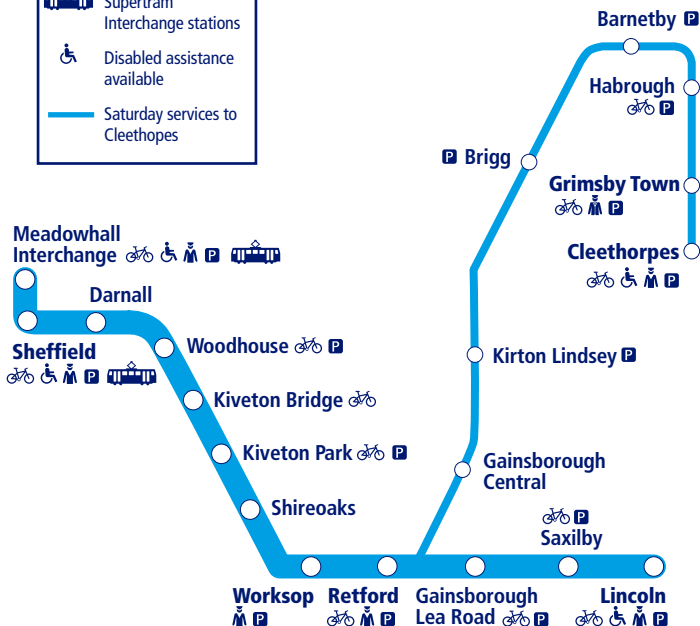 Supertram
Interchange stations
Disabled assistance
available
Saturday services to
Cleethopes
Barnetby P
Habrough
P
P Brigg
Grimsby Town
P
Cleethorpes
P
Meadowhall
Interchange P
Darnall
Sheffield
P
Woodhouse P
Kirton Lindsey P
Kiveton Bridge
Kiveton Park P
Gainsborough
Central
Shireoaks
P
Saxilby
Worksop
P
Retford
P
Gainsborough
Lea Road P
Lincoln
P